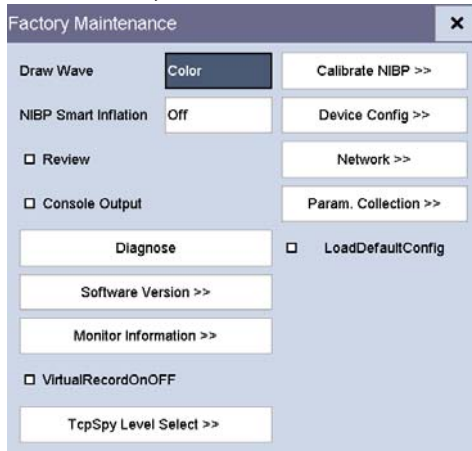 Factory Maintenance
Draw Wave Color Calibrate NIBP >>
NIBP Smart Inflation Off Device Config >>
Review Network >>
Console Output Param. Collection >>
Diagnose LoadDefaultConfig
Software Version >>
Monitor Information >>
VirtualRecordOnOFF
TcpSpy Level Select >>